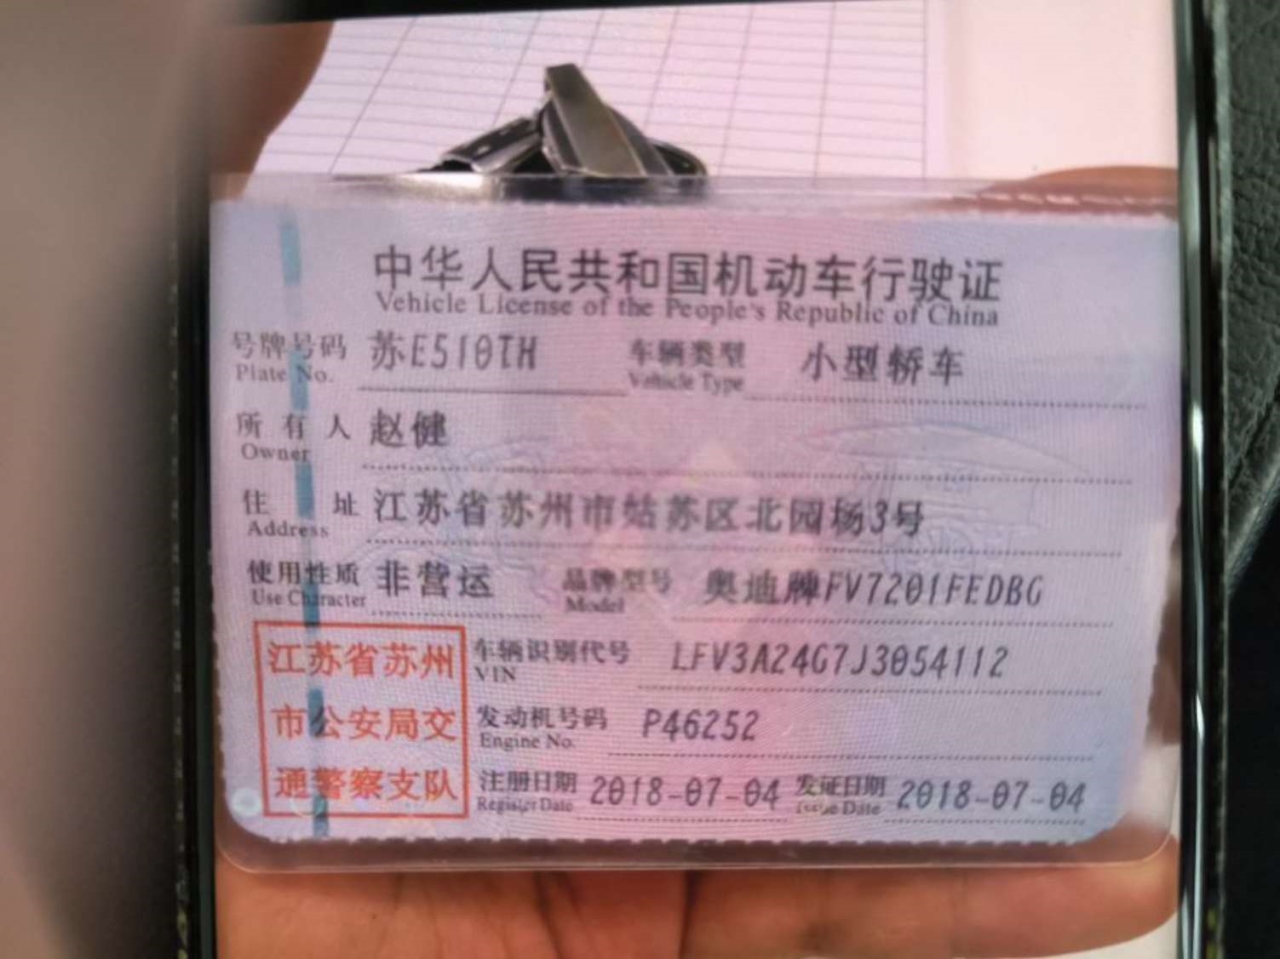 中华人民共和国机动车行驶证
Vehicle License of the People's Republic of China
号牌号码 苏E510TH 车辆类型 小型轿车
Plate No. Vehicle Type
所有人 赵健
Owner
住址 江苏省苏州市姑苏区北园场3号
Address
使用性质 非营运 品牌型号 奥迪牌FV7201FEDBG
Use Character Model
江苏省苏州
市公安局交
通警察支队
车辆识别代号 LFV3A24G7J3054112
VIN
发动机号码 P46252
Engine No.
注册日期 2018-07-04 发证日期 2018-07-04
Register Date Issue Date